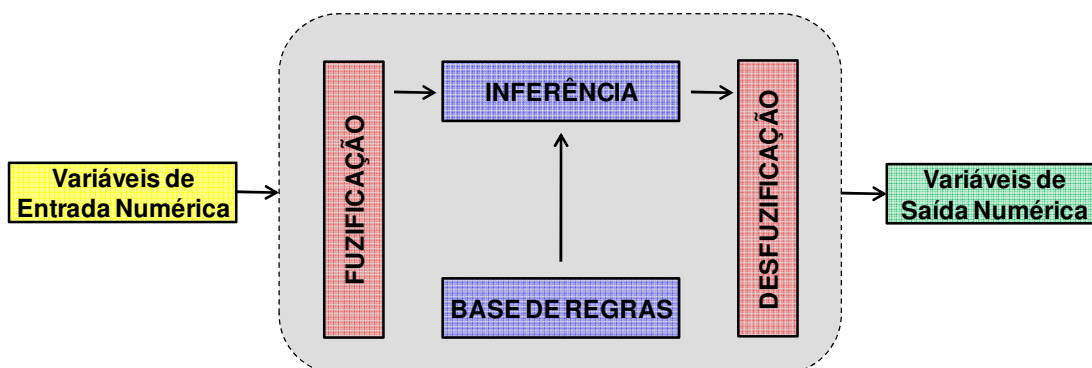 Variáveis de
Entrada Numérica
FUZIFICAÇÃO
INFERÊNCIA
BASE DE REGRAS
DESFUZIFICAÇÃO
Variáveis de
Saída Numérica